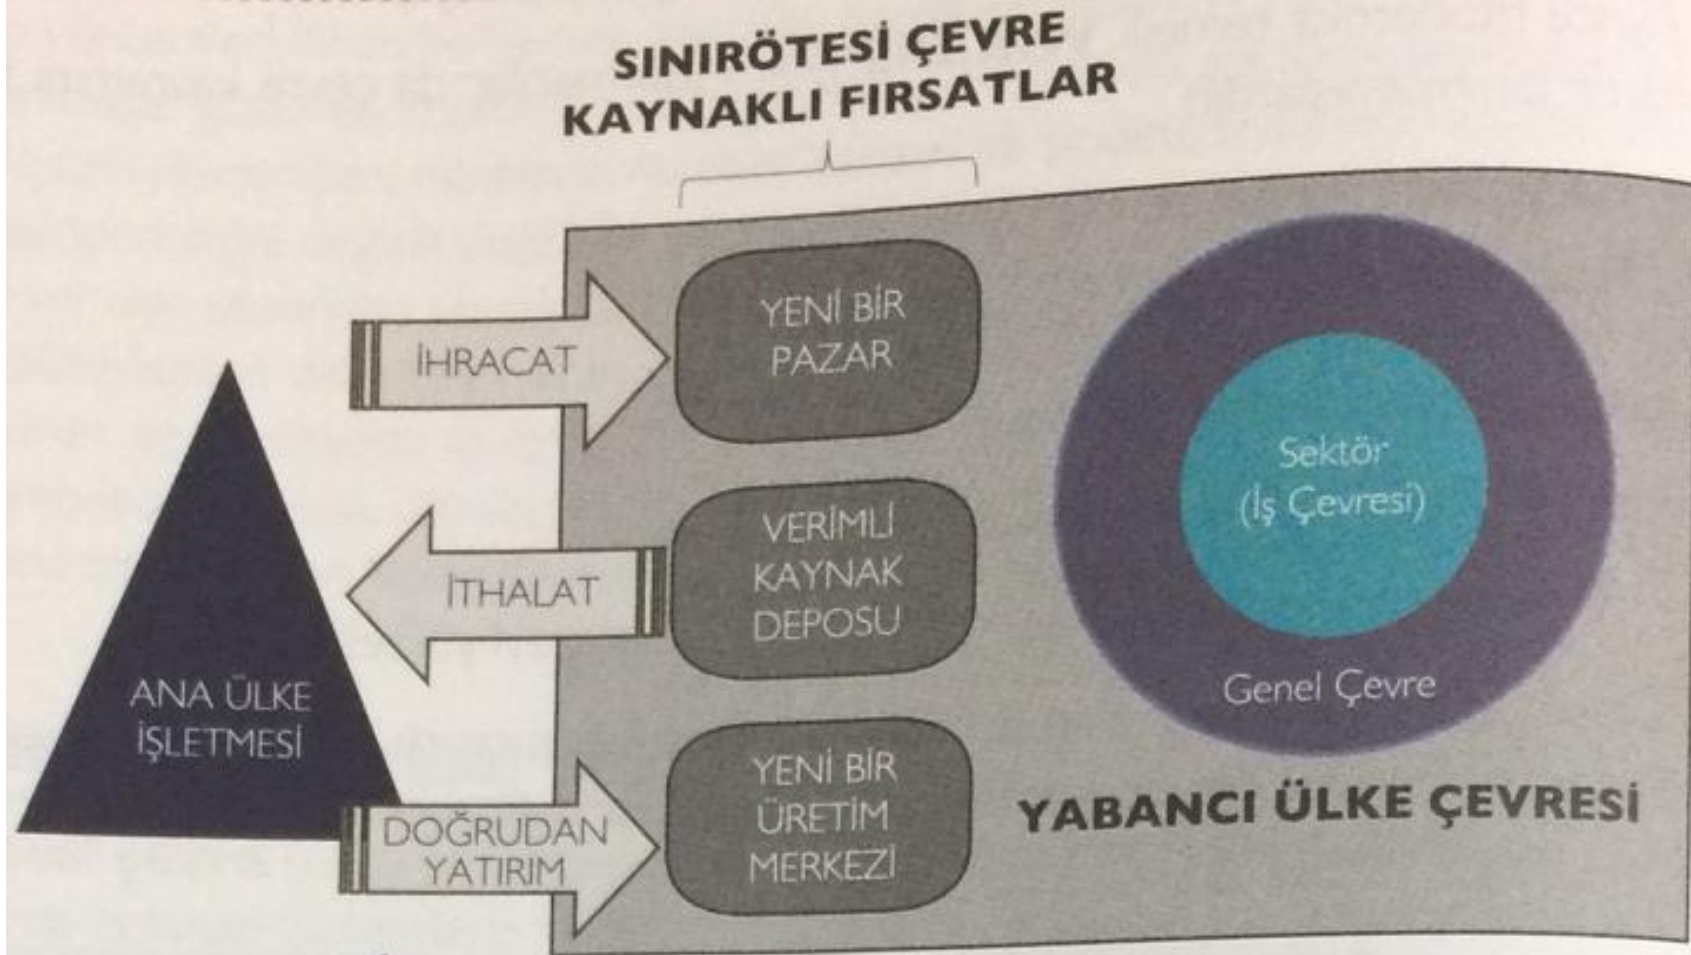 SINIRÖTESİ ÇEVRE
KAYNAKLI FIRSATLAR
İHRACAT
YENİ BİR
PAZAR
İTHALAT
VERİMLİ
KAYNAK
DEPOSU
ANA ÜLKE
İŞLETMESİ
DOĞRUDAN
YATIRIM
YENİ BİR
ÜRETİM
MERKEZİ
Sektör
(İş Çevresi)
Genel Çevre
YABANCI ÜLKE ÇEVRESİ